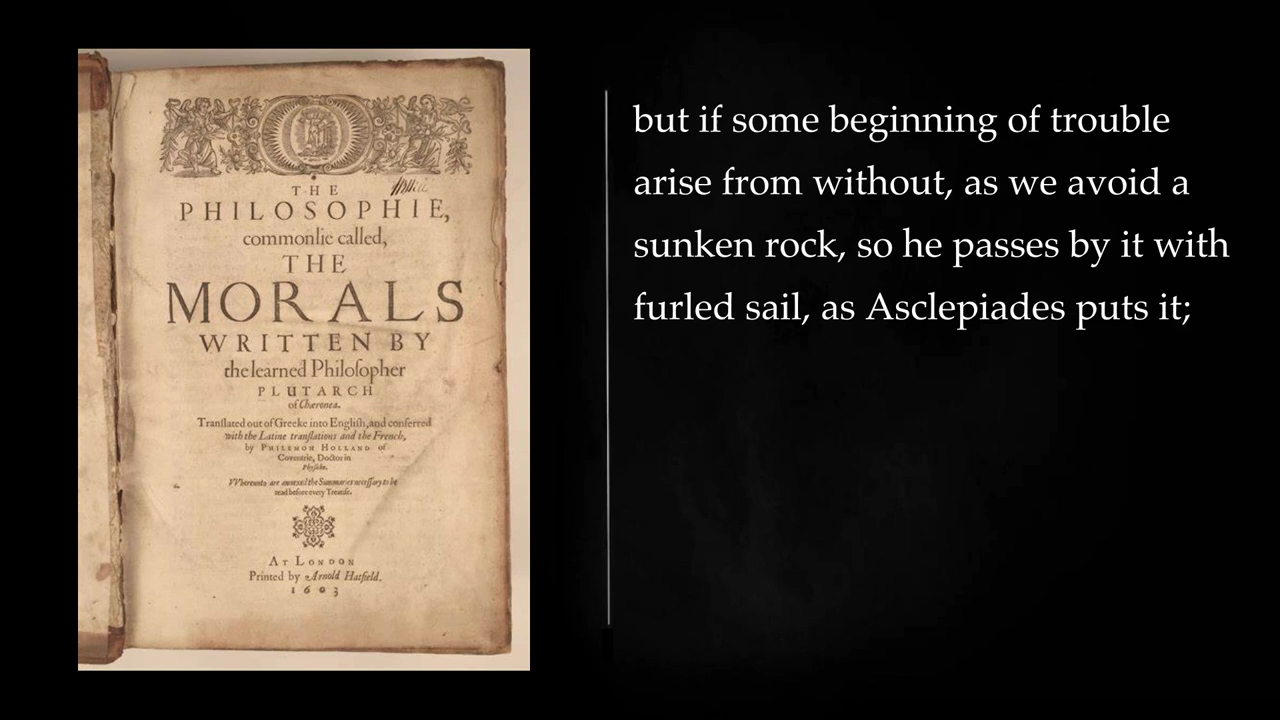 THE
PHILOSOPHIE,
commonlie called,
THE
MORALS
WRITTEN BY
the learned Philoſopher
PLUTARCH
of Chæronea.
Tranſlated out of Greeke into Engliſh, and conferred
with the Latine tranſlations and the French,
by PHILEMON HOLLAND of
Coventrie, Doctor in
Phyſicke.
VVhereunto are annexed the Summaries neceſſary to be
read before every Treatiſe.
AT LONDON
Printed by Arnold Hatfield.
1603
but if some beginning of trouble
arise from without, as we avoid a
sunken rock, so he passes by it with
furled sail, as Asclepiades puts it;